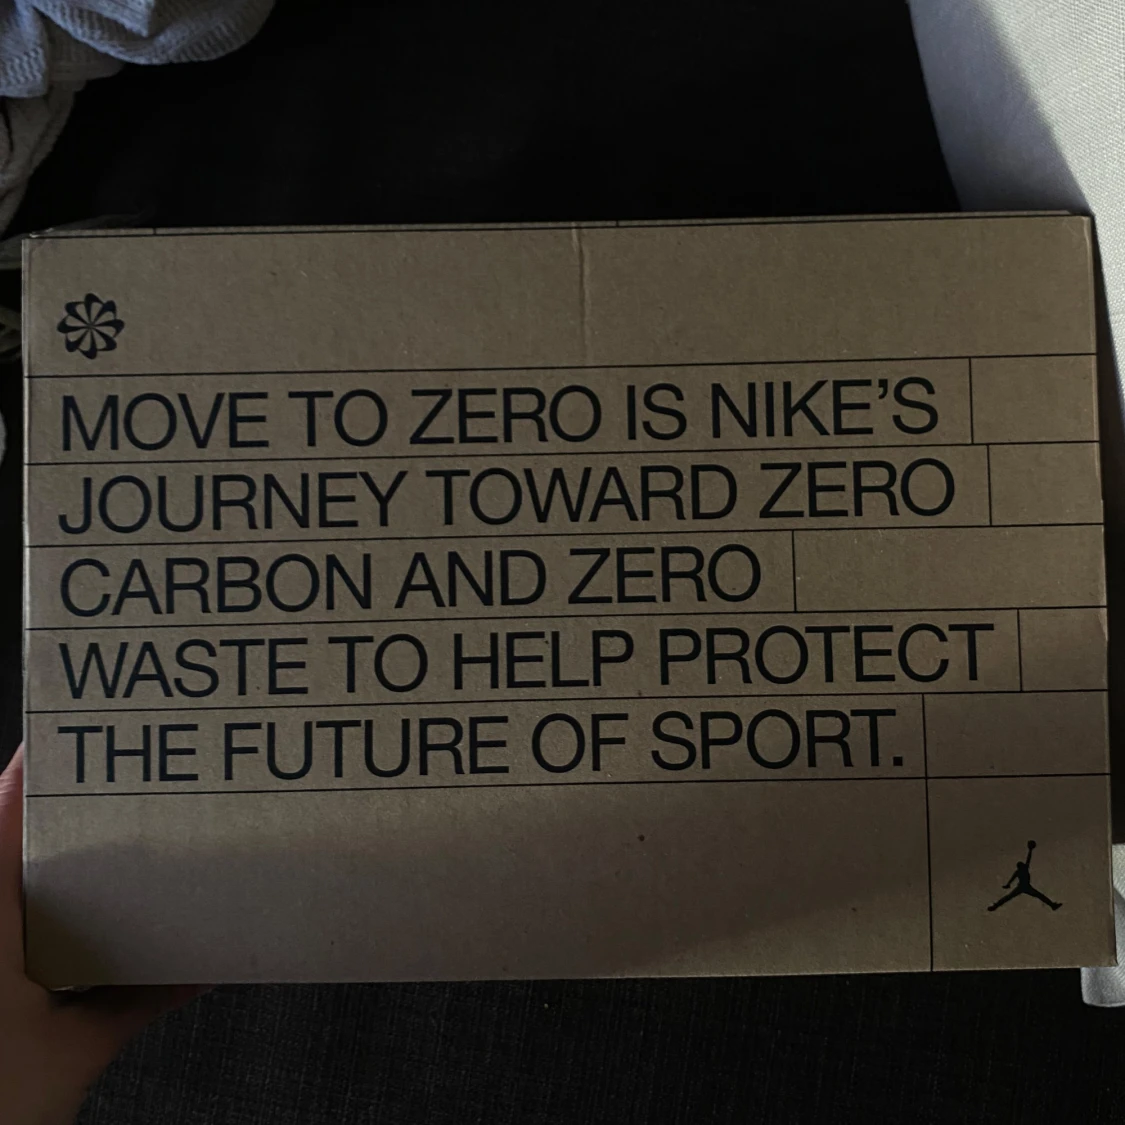 MOVE TO ZERO IS NIKE’S
JOURNEY TOWARD ZERO
CARBON AND ZERO
WASTE TO HELP PROTECT
THE FUTURE OF SPORT.